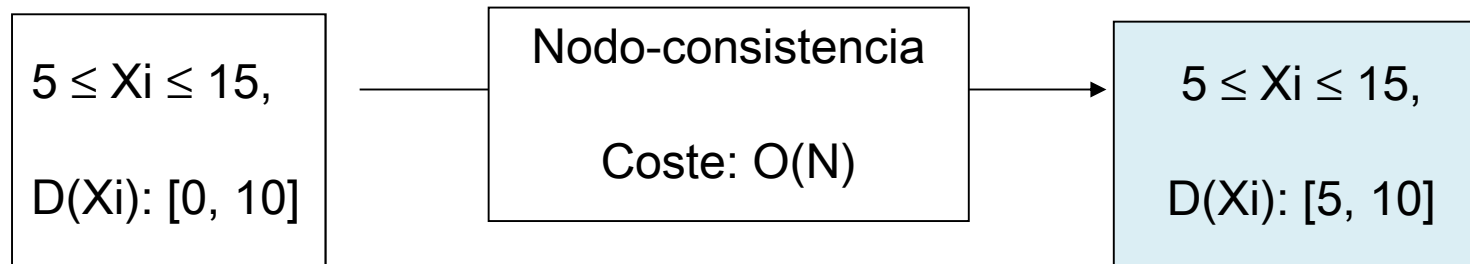 5 ≤ Xi ≤ 15,
D(Xi): [0, 10]
Nodo-consistencia
Coste: O(N)
5 ≤ Xi ≤ 15,
D(Xi): [5, 10]